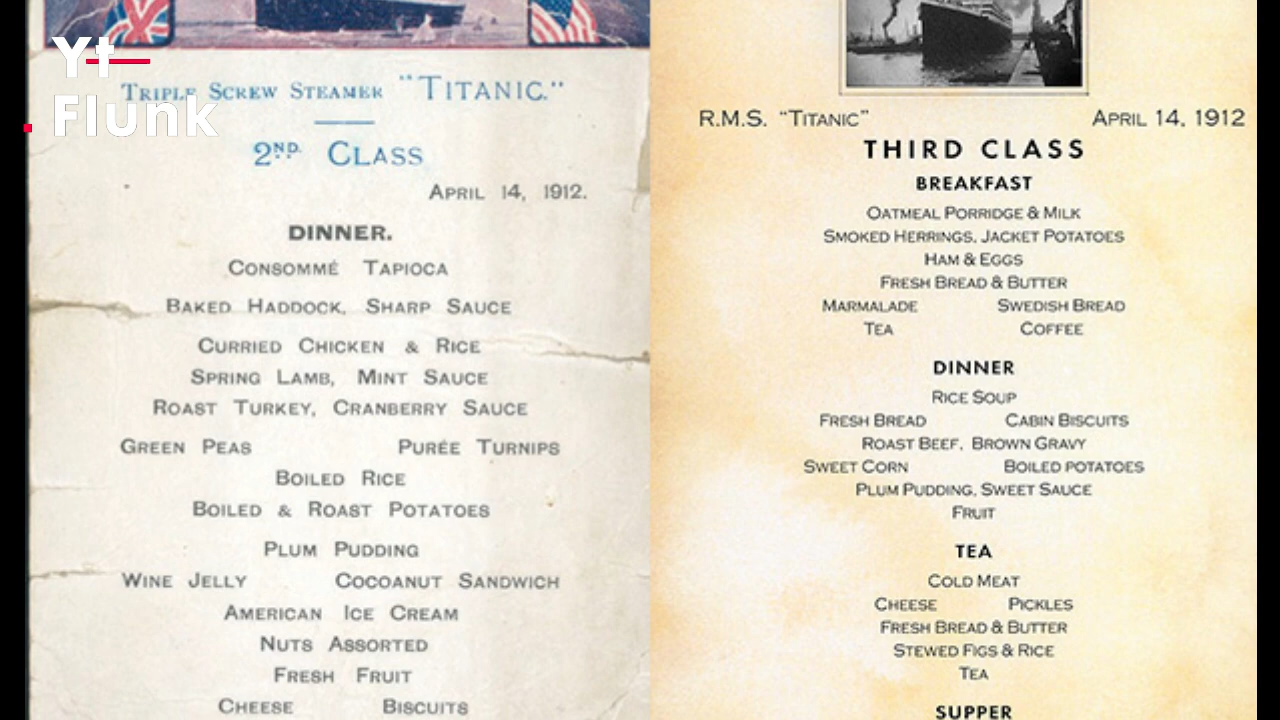 Yt
Flunk
TRIPLE SCREW STEAMER "TITANIC."
2ND. CLASS
APRIL 14, 1912.
DINNER.
CONSOMMÉ TAPIOCA
BAKED HADDOCK, SHARP SAUCE
CURRIED CHICKEN & RICE
SPRING LAMB, MINT SAUCE
ROAST TURKEY, CRANBERRY SAUCE
GREEN PEAS PURÉE TURNIPS
BOILED RICE
BOILED & ROAST POTATOES
PLUM PUDDING
WINE JELLY COCOANUT SANDWICH
AMERICAN ICE CREAM
NUTS ASSORTED
FRESH FRUIT
CHEESE BISCUITS
R.M.S. "TITANIC" APRIL 14, 1912
THIRD CLASS
BREAKFAST
OATMEAL PORRIDGE & MILK
SMOKED HERRINGS, JACKET POTATOES
HAM & EGGS
FRESH BREAD & BUTTER
MARMALADE SWEDISH BREAD
TEA COFFEE
DINNER
RICE SOUP
FRESH BREAD CABIN BISCUITS
ROAST BEEF, BROWN GRAVY
SWEET CORN BOILED POTATOES
PLUM PUDDING, SWEET SAUCE
FRUIT
TEA
COLD MEAT
CHEESE PICKLES
FRESH BREAD & BUTTER
STEWED FIGS & RICE
TEA
SUPPER